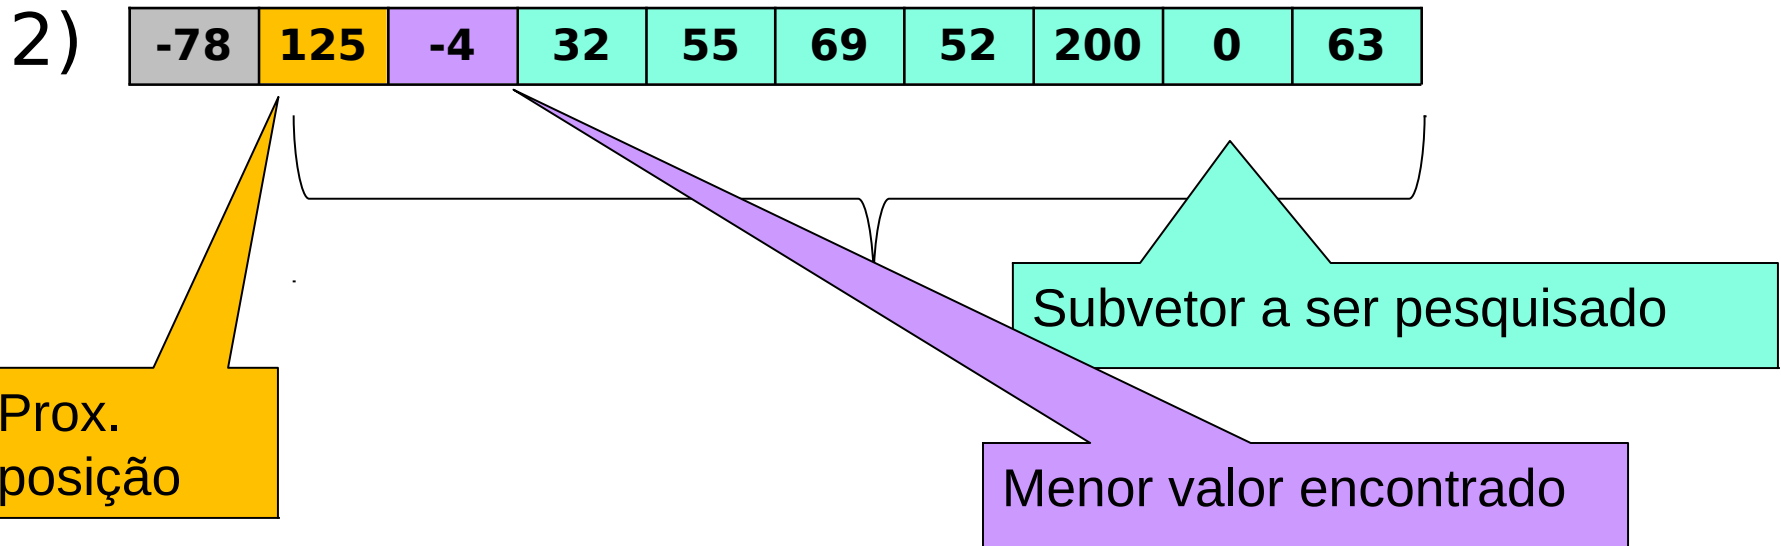 2) -78 125 -4 32 55 69 52 200 0 63
Subvetor a ser pesquisado
Prox.
posição
Menor valor encontrado